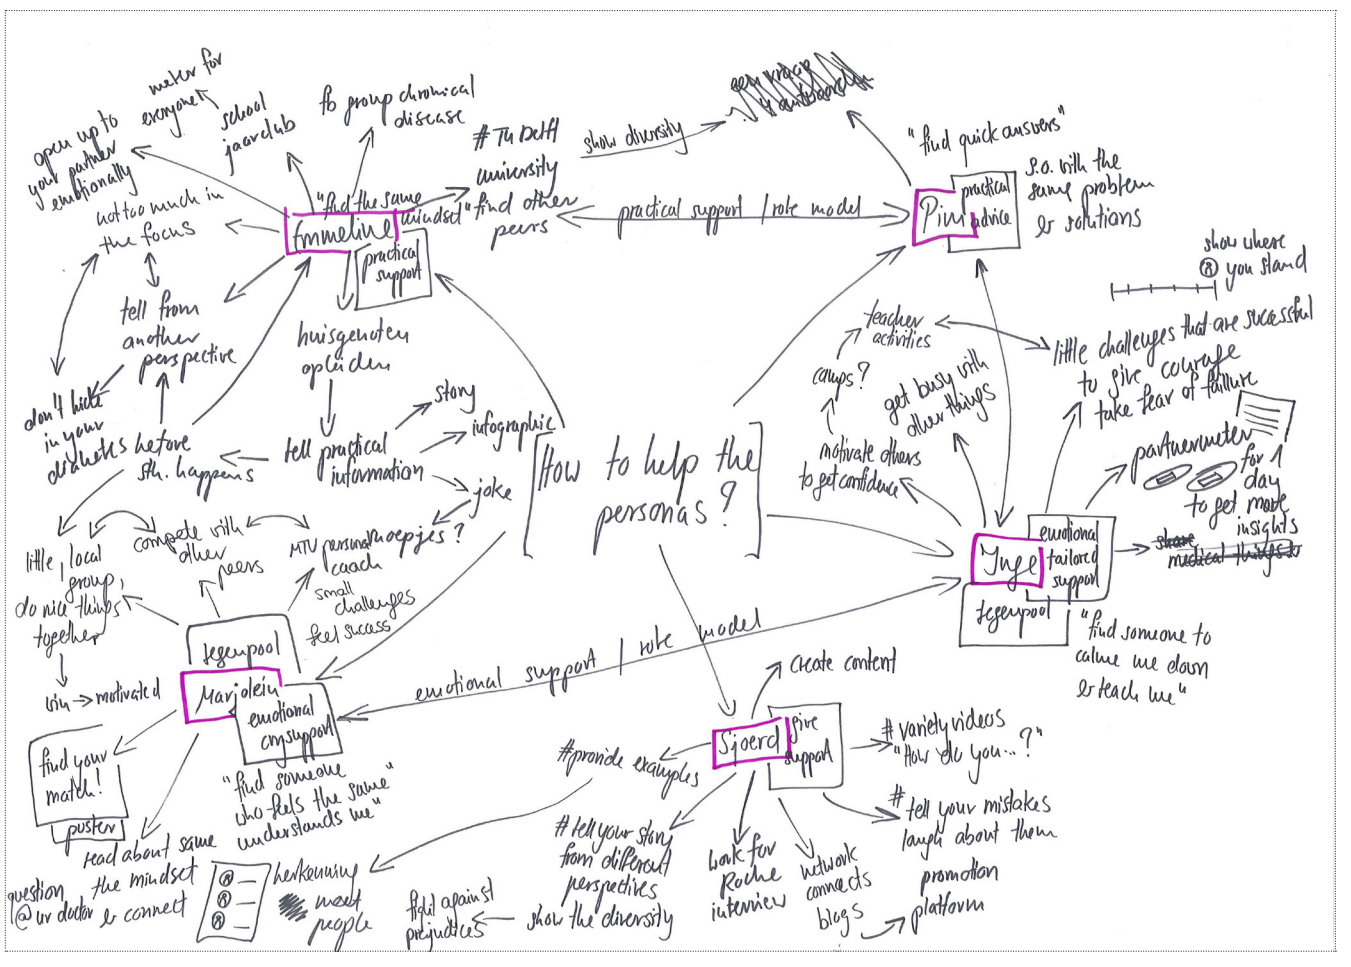 meter for
everyone
school
jaarclub
fb group chronical
disease
open up to
your partner
emotionally
not too much in
the focus
"find the same
mindset"
Emmeline
practical
support
# TU Delft
university
find other
peers
show diversity
practical support / role model
"find quick answers"
Pim
practical
advice
s.o. with the
same problem
& solutions
show where
you stand
tell from
another
perspective
don't hide
in your
diabetes
before
sth. happens
huisgenoten
opleiden
tell practical
information
story
infographic
joke
How to help the
personas?
teacher
activities
camps?
motivate others
to get confidence
get busy with
other things
little challenges that are sucessful
to give courage
take fear of failure
partnermeter
for 1
day
to get more
insights
share
medical things
Inge
emotional
tailored
support
tegenpool
"find someone to
calme me down
& teach me"
little, local
group,
do nice things
together
win → motivated
compete with
other
peers
MTV personal
coach
small
challenges
feel success
tegenpool
Marjolein
emotional
support
"find someone
who feels the same
understands me"
emotional support / role model
find your
match!
poster
read about same
the mindset
& connect
question
@ ur doctor
herkenning
meet
people
Sjoerd
give
support
create content
# variety videos
"How do you...?"
# tell your mistakes
laugh about them
promotion
platform
network
connects
blogs
work for
Roche
interview
# provide examples
# tell your story
from different
perspectives
show the diversity
fight against
prejudices